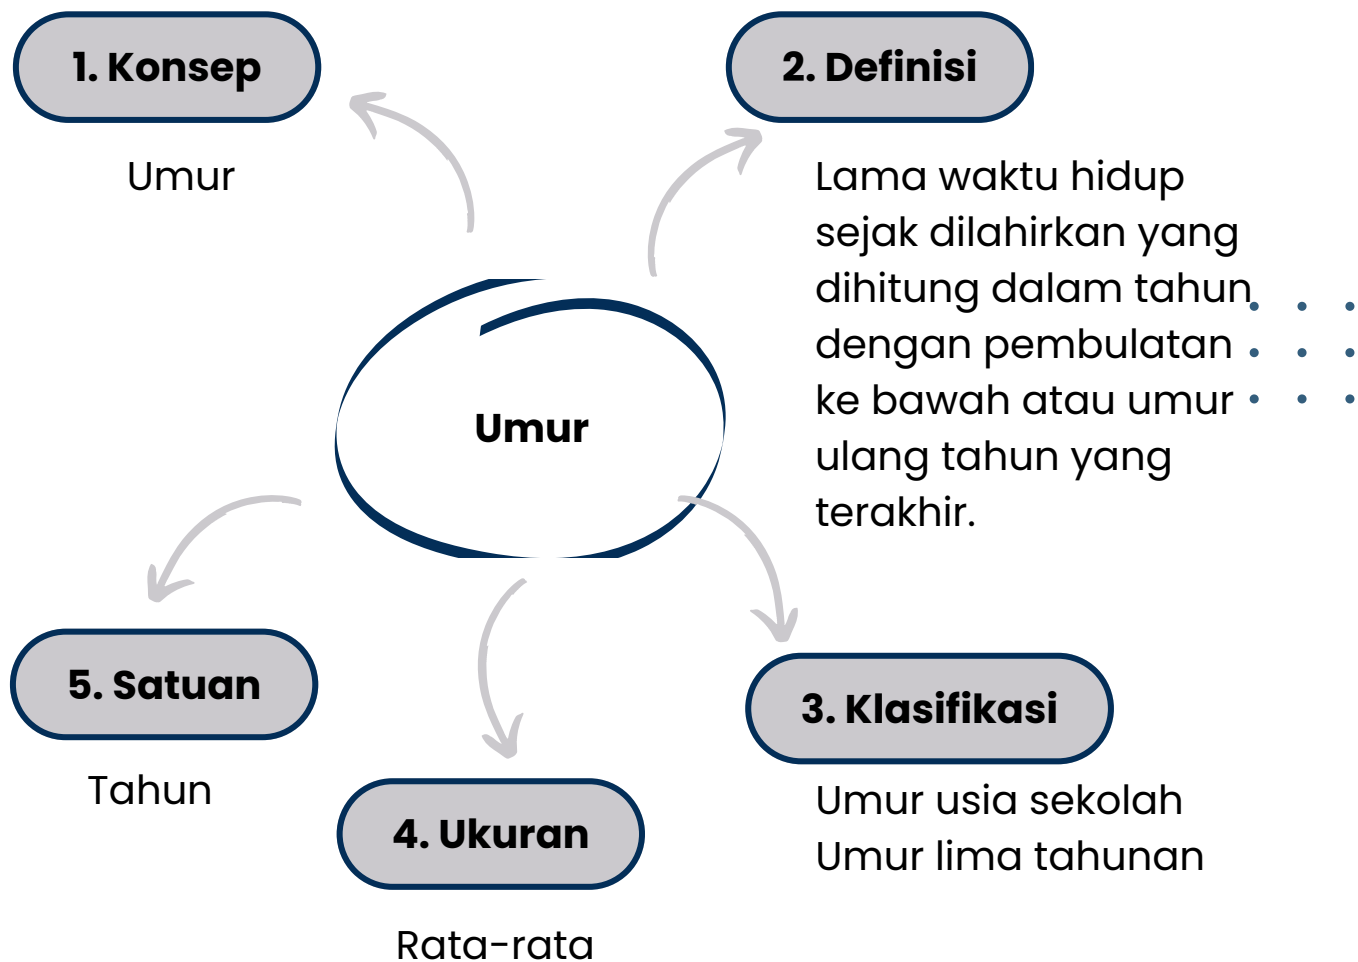 1. Konsep
Umur
2. Definisi
Lama waktu hidup
sejak dilahirkan yang
dihitung dalam tahun
dengan pembulatan
ke bawah atau umur
ulang tahun yang
terakhir.
Umur
3. Klasifikasi
Umur usia sekolah
Umur lima tahunan
4. Ukuran
Rata-rata
5. Satuan
Tahun